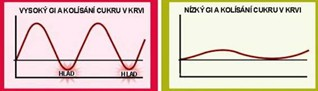 VYSOKÝ GI A KOLÍSÁNÍ CUKRU V KRVI
HLAD
HLAD
NÍZKÝ GI A KOLÍSÁNÍ CUKRU V KRVI